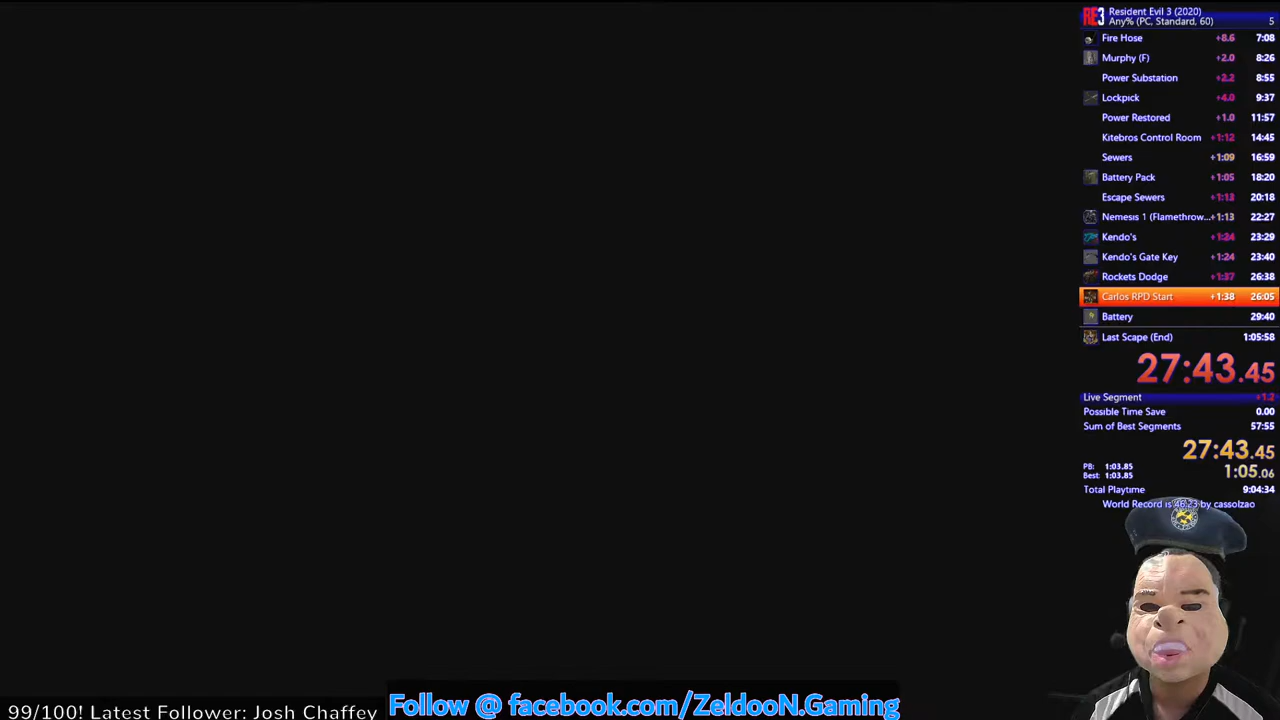 RE3
Resident Evil 3 (2020)
Any% (PC, Standard, 60) 5
Fire Hose +8.6 7:08
Murphy (F) +2.0 8:26
Power Substation +2.2 8:55
Lockpick +4.0 9:37
Power Restored +1.0 11:57
Kitebros Control Room +1:12 14:45
Sewers +1:09 16:59
Battery Pack +1:05 18:20
Escape Sewers +1:13 20:18
Nemesis 1 (Flamethrow... +1:13 22:27
Kendo's +1:24 23:29
Kendo's Gate Key +1:24 23:40
Rockets Dodge +1:37 26:38
Carlos RPD Start +1:38 26:05
Battery 29:40
Last Scape (End) 1:05:58
27:43.45
Live Segment +1.2
Possible Time Save 0.00
Sum of Best Segments 57:55
27:43.45
PB: 1:03.85
Best: 1:03.85
1:05.06
Total Playtime 9:04:34
World Record is 46:23 by cassolzao
99/100! Latest Follower: Josh Chaffey
Follow @ facebook.com/ZeldooN.Gaming